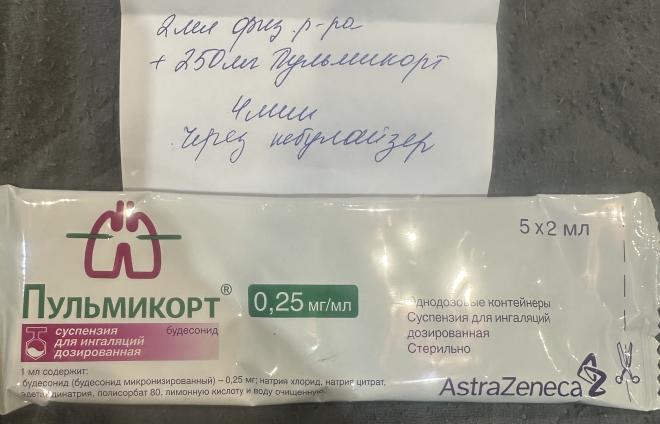 2мл физ.р-ра
+ 250мг Пульмикорт
4мин
через небулайзер
5 x 2 мл
Пульмикорт®
0,25 мг/мл
суспензия
для ингаляций
дозированная
будесонид
Однодозовые контейнеры
Суспензия для ингаляций
дозированная
Стерильно
1 мл содержит:
будесонид (будесонид микронизированный) – 0,25 мг; натрия хлорид, натрия цитрат,
эдетат динатрия, полисорбат 80, лимонную кислоту и воду очищенную.
AstraZeneca